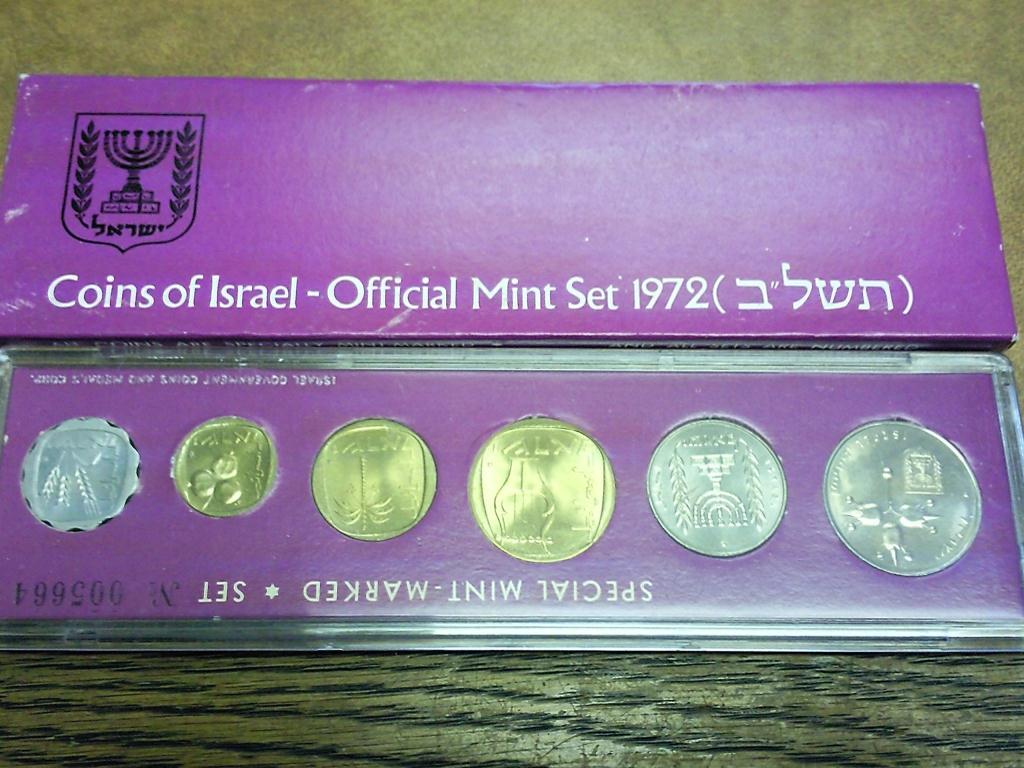 ישראל
Coins of Israel - Official Mint Set 1972 (תשל"ב)
ISRAEL GOVERNMENT COINS AND MEDALS CORP.
SPECIAL MINT-MARKED ✶ SET № 005664